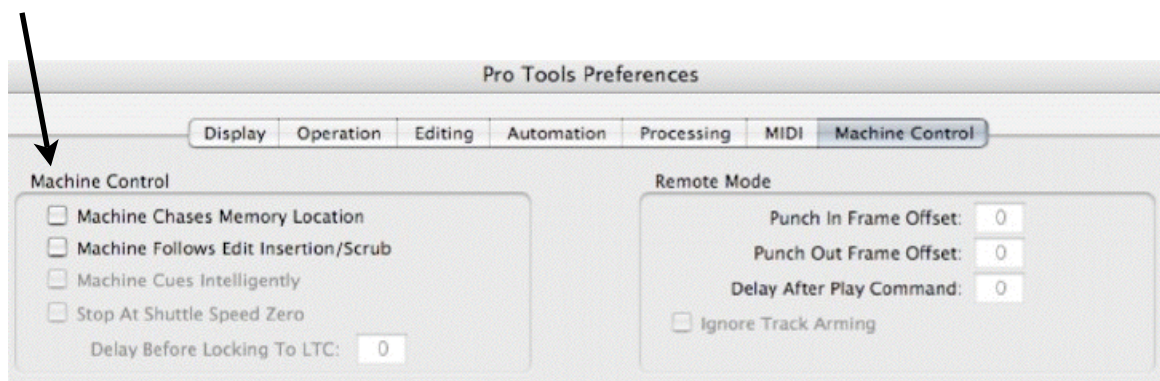 Pro Tools Preferences
Display Operation Editing Automation Processing MIDI Machine Control
Machine Control
Machine Chases Memory Location
Machine Follows Edit Insertion/Scrub
Machine Cues Intelligently
Stop At Shuttle Speed Zero
Delay Before Locking To LTC: 0
Remote Mode
Punch In Frame Offset: 0
Punch Out Frame Offset: 0
Delay After Play Command: 0
Ignore Track Arming